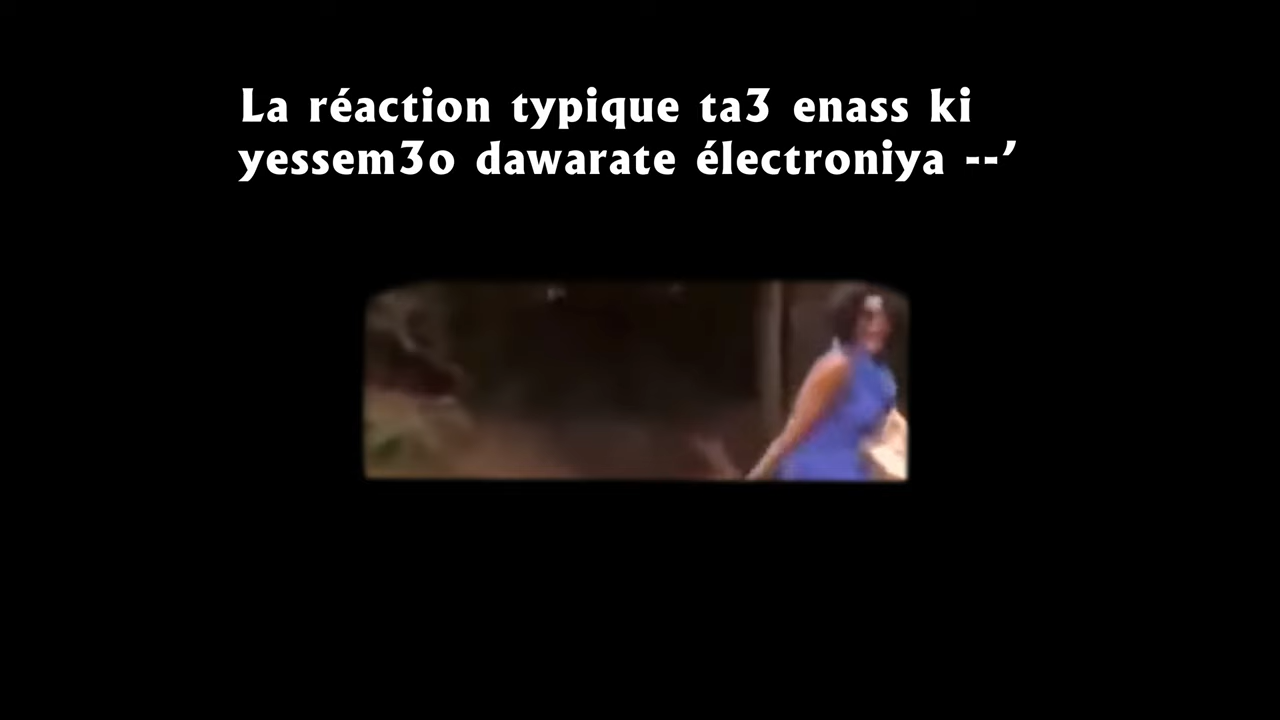 La réaction typique ta3 enass ki
yessem3o dawarate électroniya --’